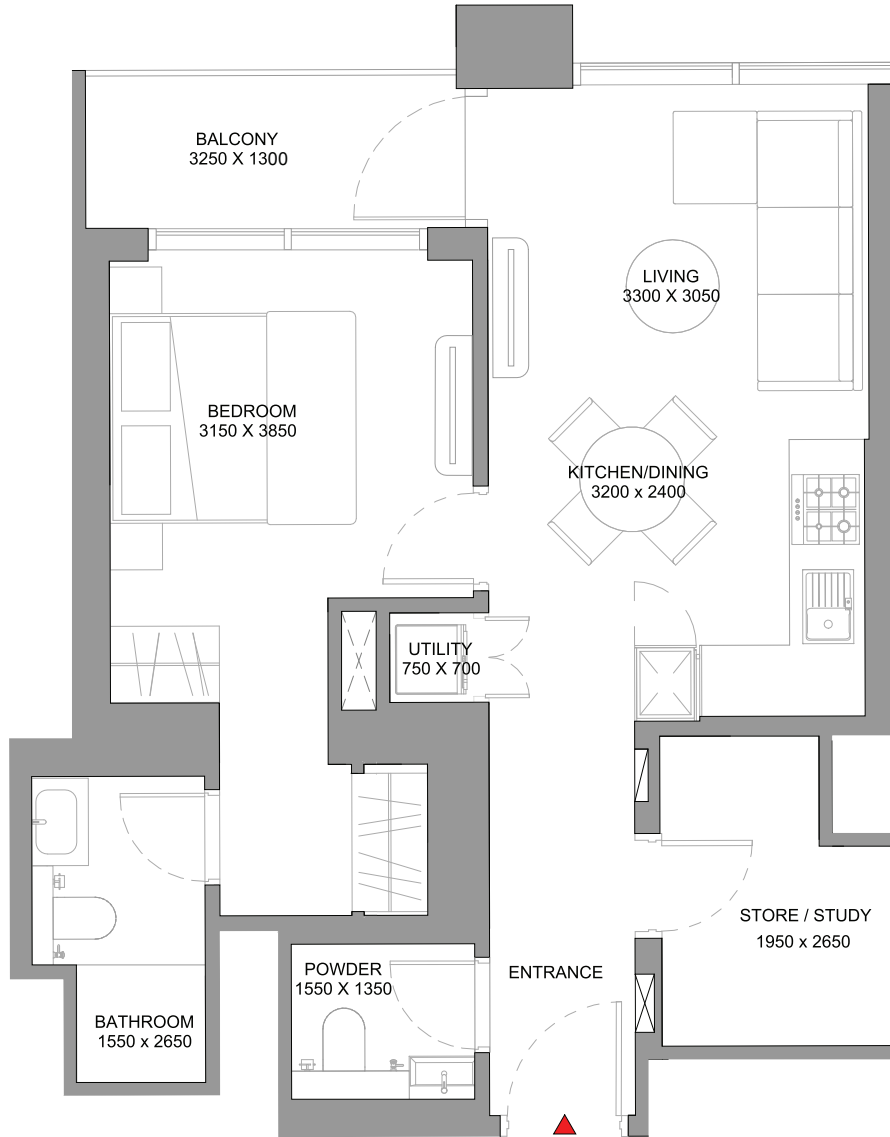 BALCONY
3250 X 1300
LIVING
3300 X 3050
BEDROOM
3150 X 3850
KITCHEN/DINING
3200 x 2400
UTILITY
750 X 700
STORE / STUDY
1950 x 2650
POWDER
1550 X 1350
ENTRANCE
BATHROOM
1550 x 2650